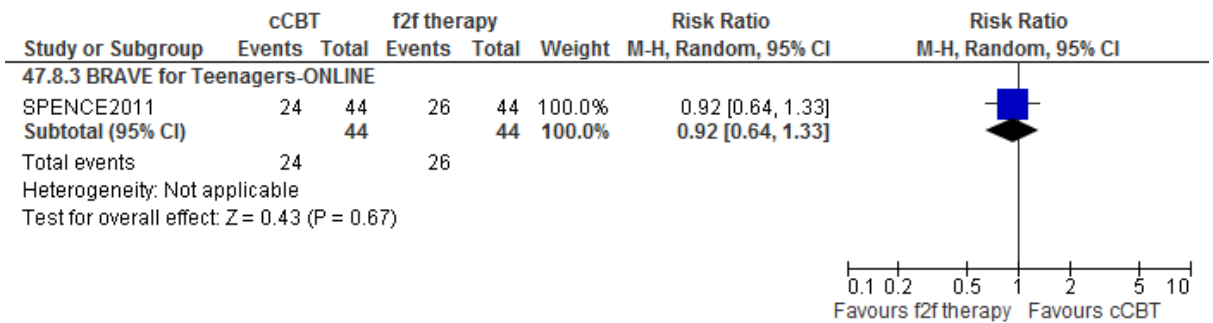 cCBT f2f therapy Risk Ratio Risk Ratio
Study or Subgroup Events Total Events Total Weight M-H, Random, 95% CI M-H, Random, 95% CI
47.8.3 BRAVE for Teenagers-ONLINE
SPENCE2011 24 44 26 44 100.0% 0.92 [0.64, 1.33]
Subtotal (95% CI) 44 44 100.0% 0.92 [0.64, 1.33]
Total events 24 26
Heterogeneity: Not applicable
Test for overall effect: Z = 0.43 (P = 0.67)
0.1 0.2 0.5 1 2 5 10
Favours f2f therapy Favours cCBT